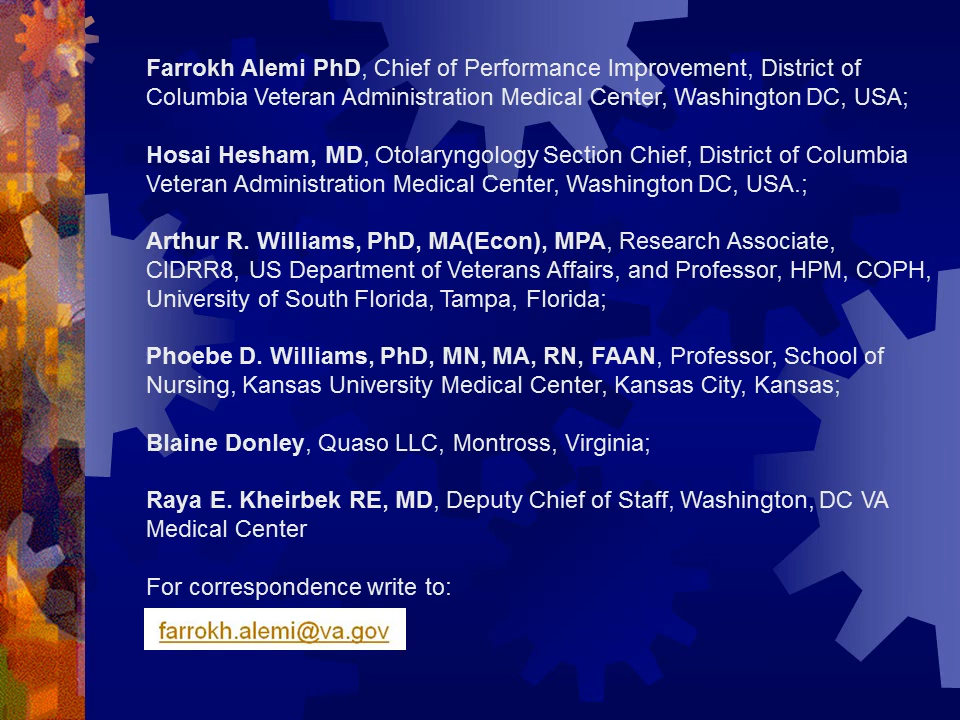 Farrokh Alemi PhD, Chief of Performance Improvement, District of
Columbia Veteran Administration Medical Center, Washington DC, USA;
Hosai Hesham, MD, Otolaryngology Section Chief, District of Columbia
Veteran Administration Medical Center, Washington DC, USA.;
Arthur R. Williams, PhD, MA(Econ), MPA, Research Associate,
CIDRR8, US Department of Veterans Affairs, and Professor, HPM, COPH,
University of South Florida, Tampa, Florida;
Phoebe D. Williams, PhD, MN, MA, RN, FAAN, Professor, School of
Nursing, Kansas University Medical Center, Kansas City, Kansas;
Blaine Donley, Quaso LLC, Montross, Virginia;
Raya E. Kheirbek RE, MD, Deputy Chief of Staff, Washington, DC VA
Medical Center
For correspondence write to:
farrokh.alemi@va.gov